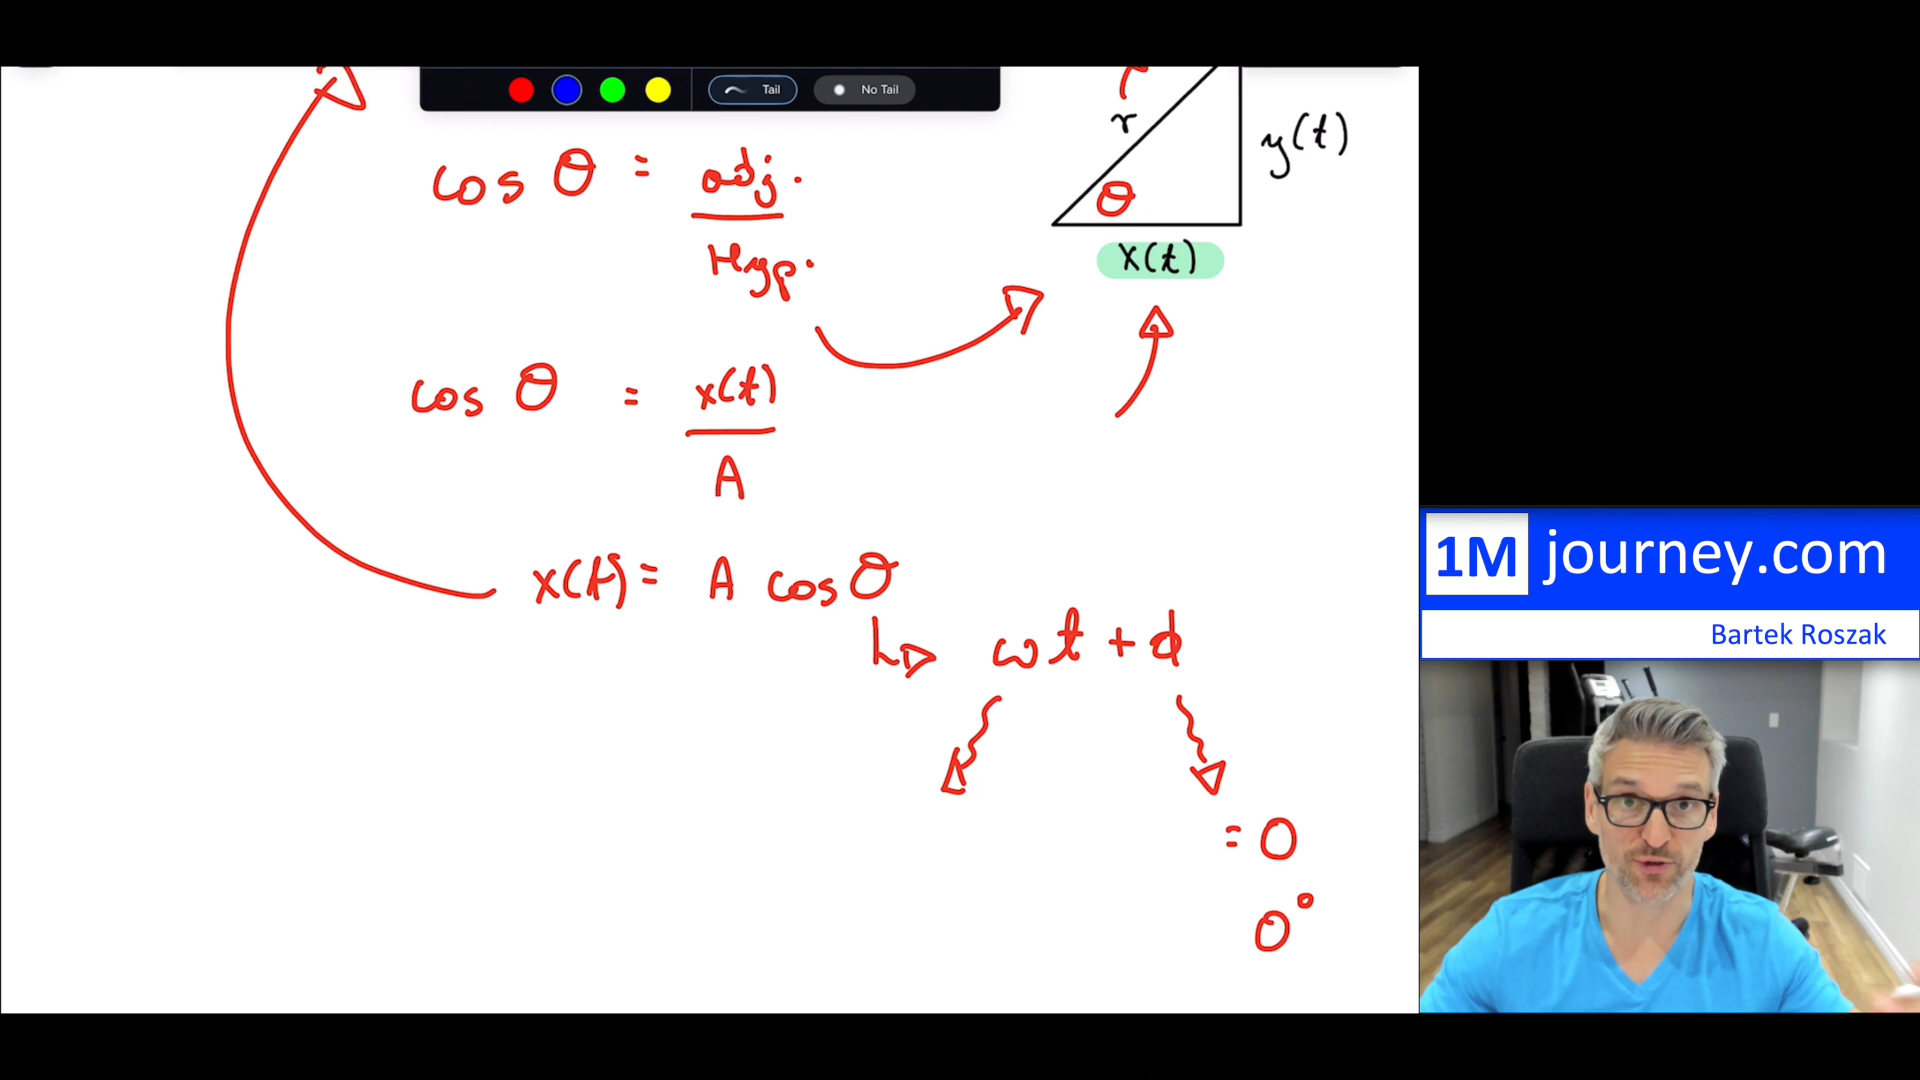 Tail
No Tail
r
y(t)
θ
x(t)
cos θ = adj.
Hyp.
cos θ = x(t)
A
x(t) = A cos θ
ωt + ϕ
= 0
0°
1M journey.com
Bartek Roszak